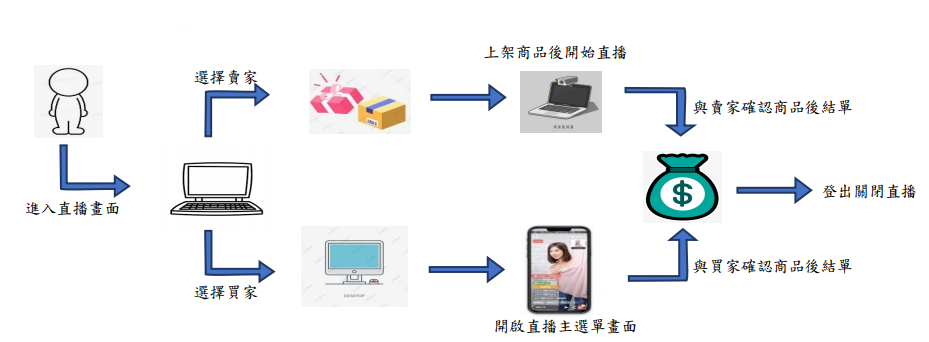 上架商品後開始直播
選擇賣家
與賣家確認商品後結單
進入直播畫面
登出關閉直播
選擇買家
DESKTOP
與買家確認商品後結單
開啟直播主選單畫面